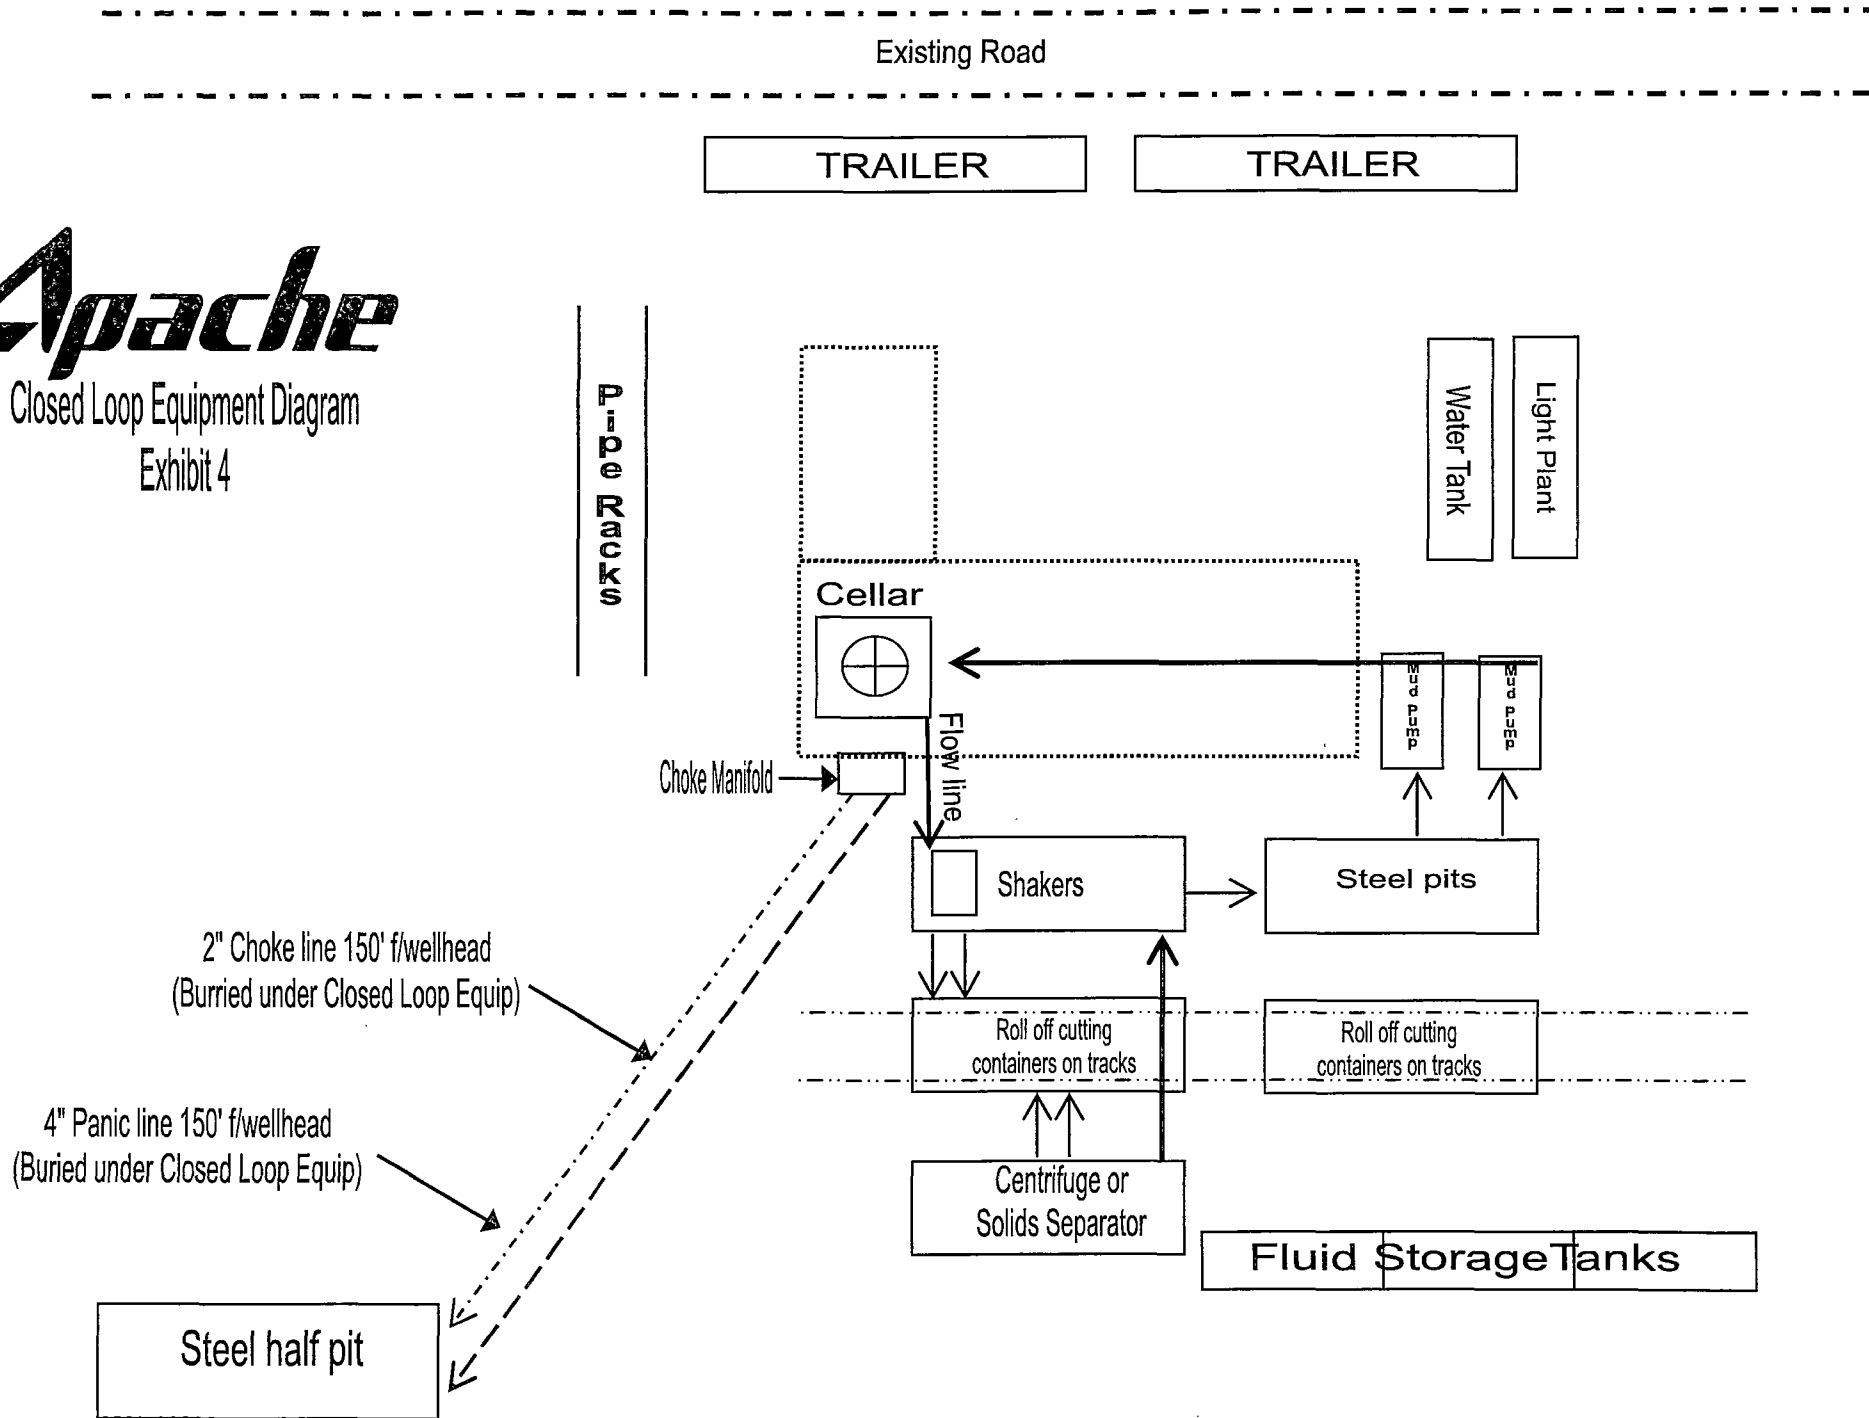 Existing Road
TRAILER
TRAILER
Apache
Closed Loop Equipment Diagram
Exhibit 4
Pipe Racks
Water Tank
Light Plant
Cellar
Mud pump
Mud pump
Flow line
Choke Manifold
Shakers
Steel pits
2" Choke line 150' f/wellhead
(Burried under Closed Loop Equip)
Roll off cutting
containers on tracks
Roll off cutting
containers on tracks
4" Panic line 150' f/wellhead
(Buried under Closed Loop Equip)
Centrifuge or
Solids Separator
Fluid StorageTanks
Steel half pit